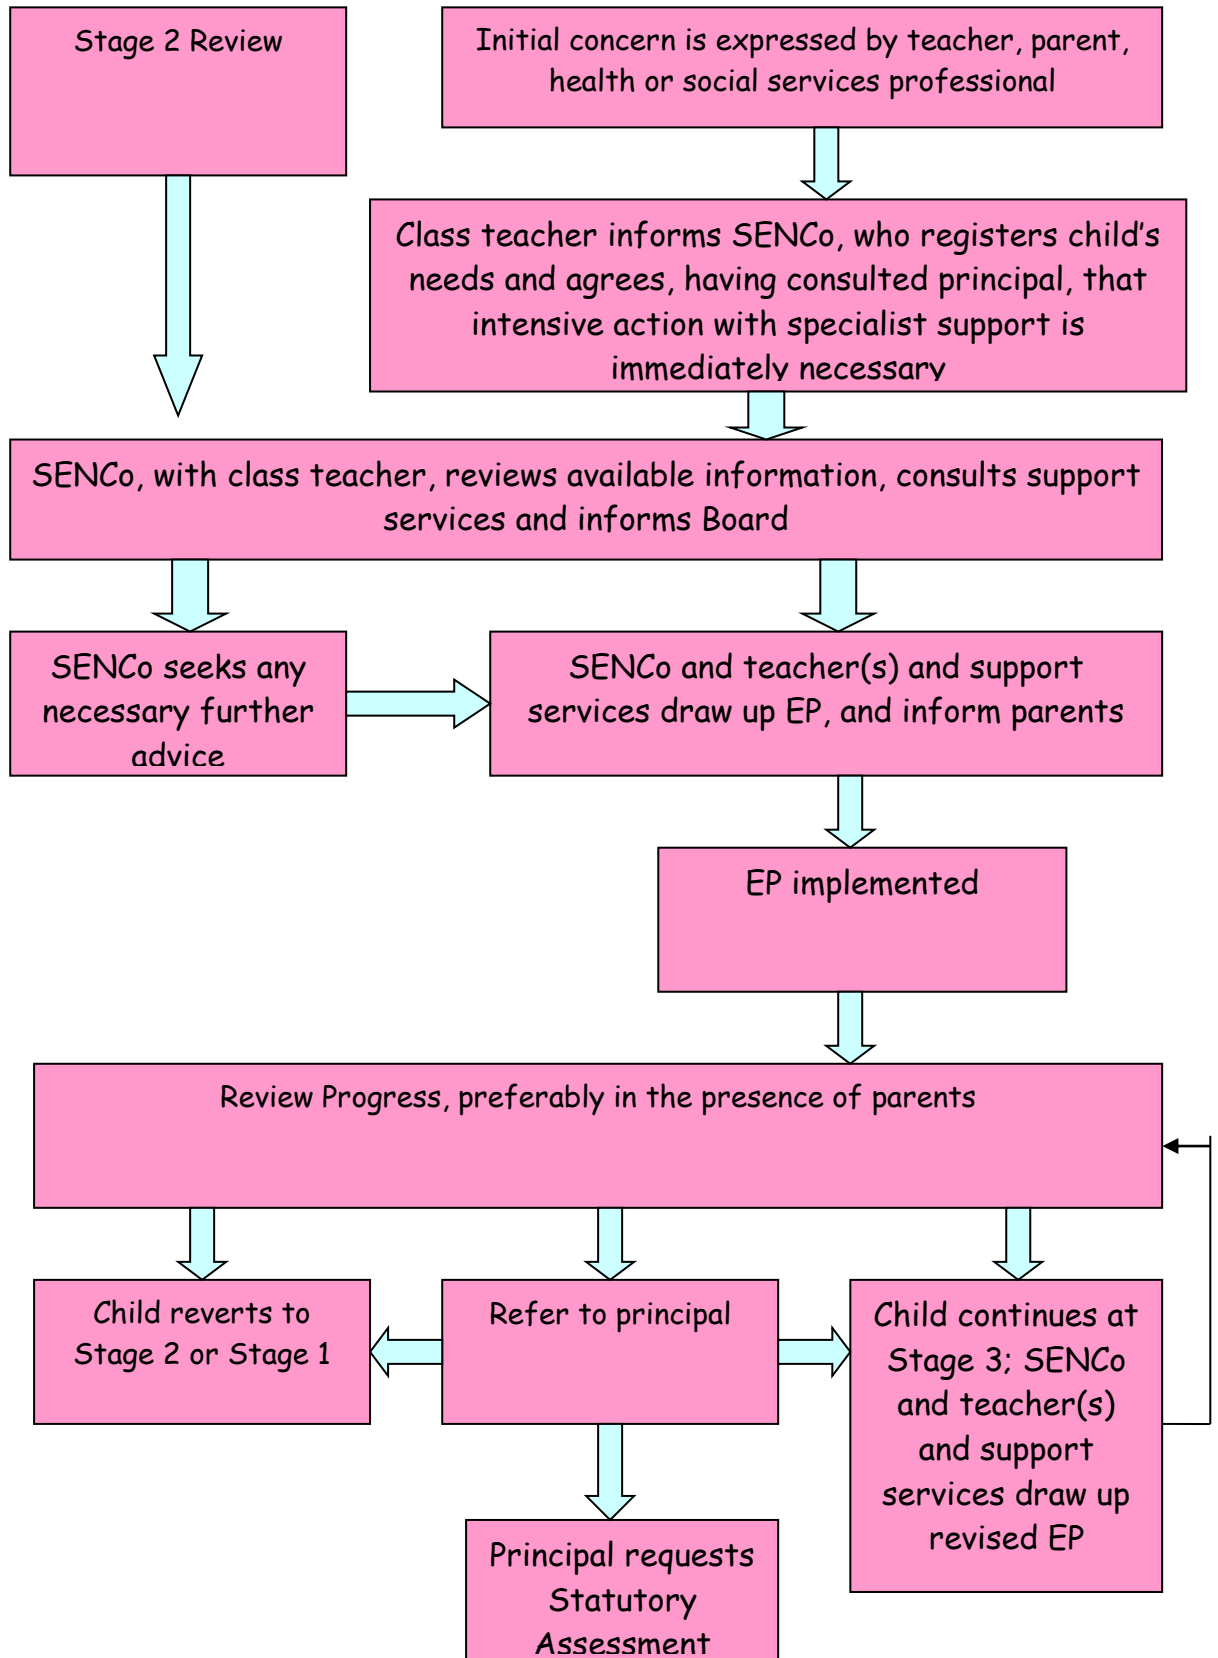 Stage 2 Review
Initial concern is expressed by teacher, parent,
health or social services professional
Class teacher informs SENCo, who registers child's
needs and agrees, having consulted principal, that
intensive action with specialist support is
immediately necessary
SENCo, with class teacher, reviews available information, consults support
services and informs Board
SENCo seeks any
necessary further
advice
SENCo and teacher(s) and support
services draw up EP, and inform parents
EP implemented
Review Progress, preferably in the presence of parents
Child reverts to
Stage 2 or Stage 1
Refer to principal
Child continues at
Stage 3; SENCo
and teacher(s)
and support
services draw up
revised EP
Principal requests
Statutory
Assessment